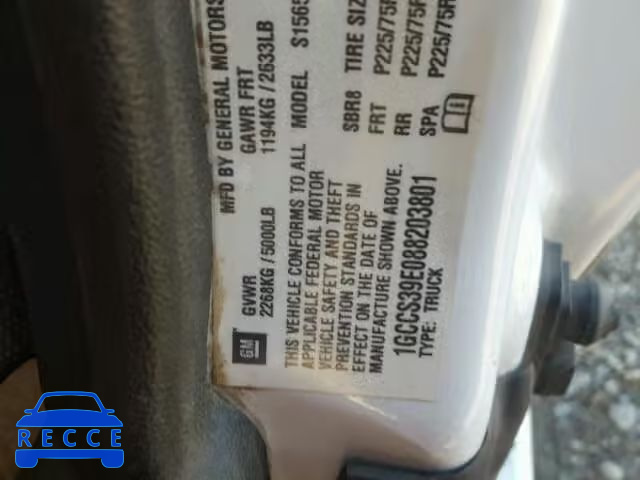 MFD BY GENERAL MOTORS
GVWR GAWR FRT
2268KG/5000LB 1194KG/2633LB
GM
THIS VEHICLE CONFORMS TO ALL MODEL S1565
APPLICABLE FEDERAL MOTOR
VEHICLE SAFETY AND THEFT
PREVENTION STANDARDS IN SBR8 TIRE SIZ
EFFECT ON THE DATE OF FRT P225/75R
MANUFACTURE SHOWN ABOVE. RR P225/75R
1GCCS39E088203801 SPA P225/75R
TYPE: TRUCK
RECCE